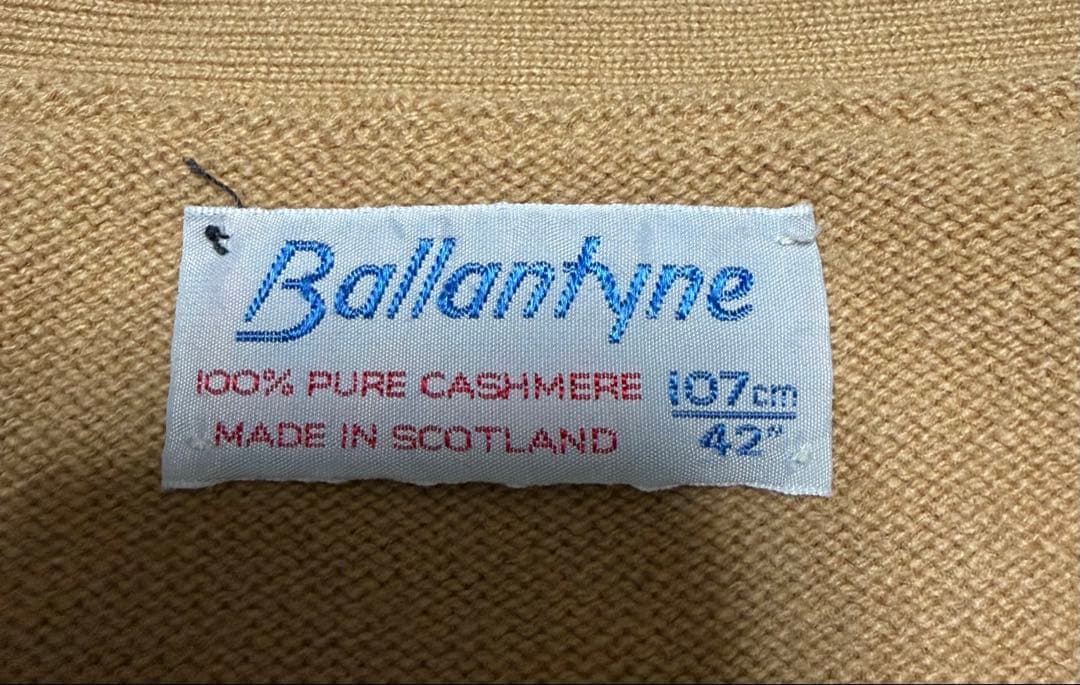 Ballantyne
100% PURE CASHMERE
MADE IN SCOTLAND
107cm
42"